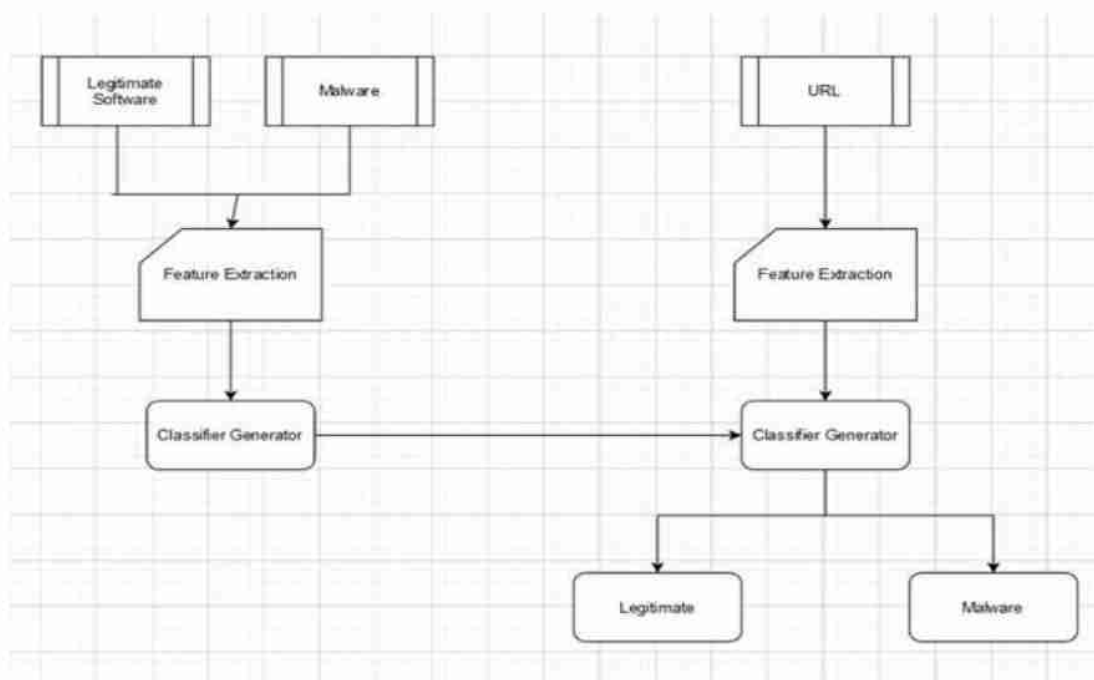 Legitimate
Software
Malware
URL
Feature Extraction
Feature Extraction
Classifier Generator
Classifier Generator
Legitimate
Malware